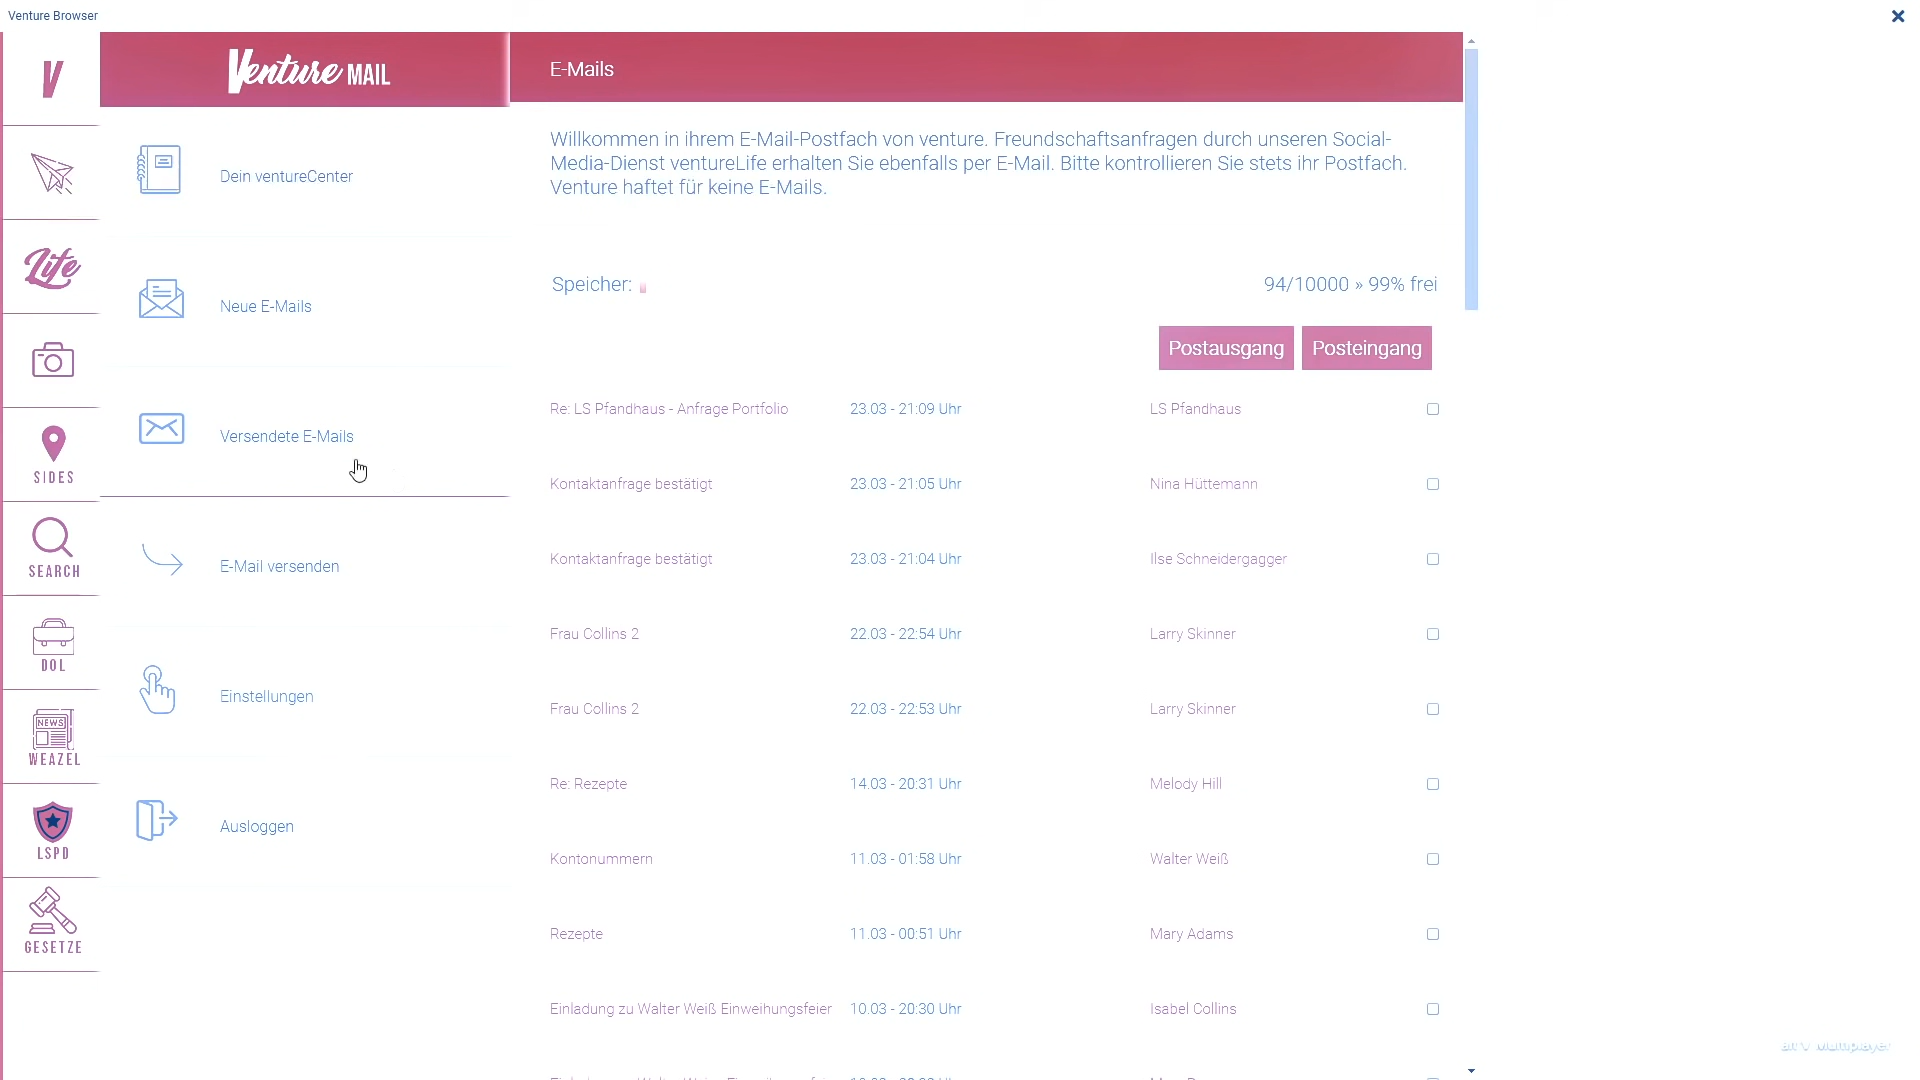 Venture Browser
V
Life
SIDES
SEARCH
DOL
NEWS
WEAZEL
LSPD
GESETZE
Venture MAIL
Dein ventureCenter
Neue E-Mails
Versendete E-Mails
E-Mail versenden
Einstellungen
Ausloggen
E-Mails
Willkommen in ihrem E-Mail-Postfach von venture. Freundschaftsanfragen durch unseren Social-
Media-Dienst ventureLife erhalten Sie ebenfalls per E-Mail. Bitte kontrollieren Sie stets ihr Postfach.
Venture haftet für keine E-Mails.
Speicher: 94/10000 » 99% frei
Postausgang Posteingang
Re: LS Pfandhaus - Anfrage Portfolio 23.03 - 21:09 Uhr LS Pfandhaus
Kontaktanfrage bestätigt 23.03 - 21:05 Uhr Nina Hüttemann
Kontaktanfrage bestätigt 23.03 - 21:04 Uhr Ilse Schneidergagger
Frau Collins 2 22.03 - 22:54 Uhr Larry Skinner
Frau Collins 2 22.03 - 22:53 Uhr Larry Skinner
Re: Rezepte 14.03 - 20:31 Uhr Melody Hill
Kontonummern 11.03 - 01:58 Uhr Walter Weiß
Rezepte 11.03 - 00:51 Uhr Mary Adams
Einladung zu Walter Weiß Einweihungsfeier 10.03 - 20:30 Uhr Isabel Collins
alt:V Multiplayer